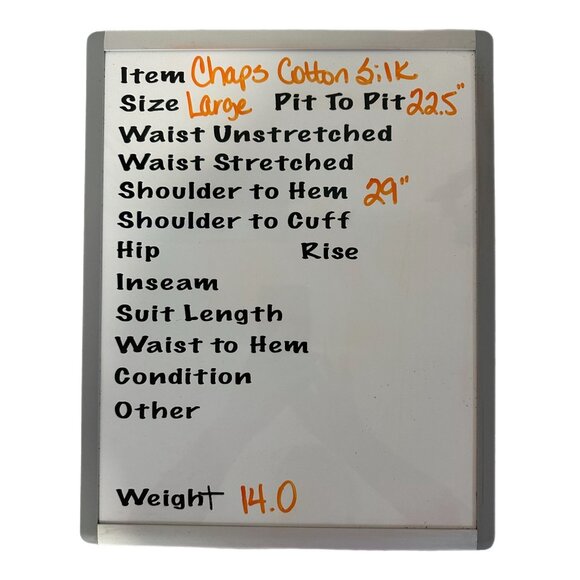 Item Chaps Cotton Silk
Size Large Pit To Pit 22.5"
Waist Unstretched
Waist Stretched
Shoulder to Hem 29"
Shoulder to Cuff
Hip Rise
Inseam
Suit Length
Waist to Hem
Condition
Other
Weight 14.0